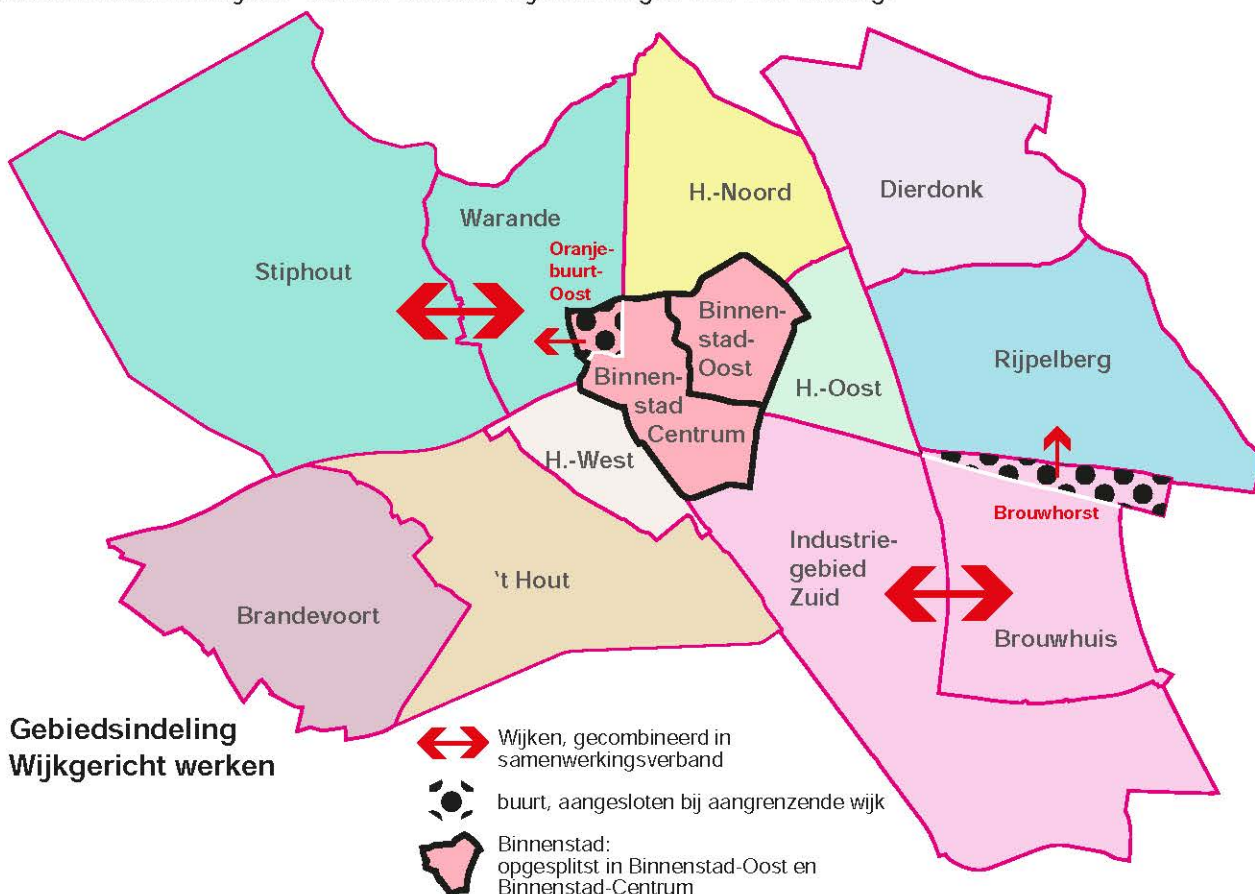 Dierdonk
H.-Noord
Warande
Oranje-
buurt-
Oost
Stiphout
Binnen-
stad-
Oost
Rijpelberg
Binnen-
stad
Centrum
H.-Oost
H.-West
Brouwhorst
Industrie-
gebied
Zuid
't Hout
Brandevoort
Brouwhuis
Gebiedsindeling
Wijkgericht werken
Wijken, gecombineerd in
samenwerkingsverband
buurt, aangesloten bij aangrenzende wijk
Binnenstad:
opgesplitst in Binnenstad-Oost en
Binnenstad-Centrum